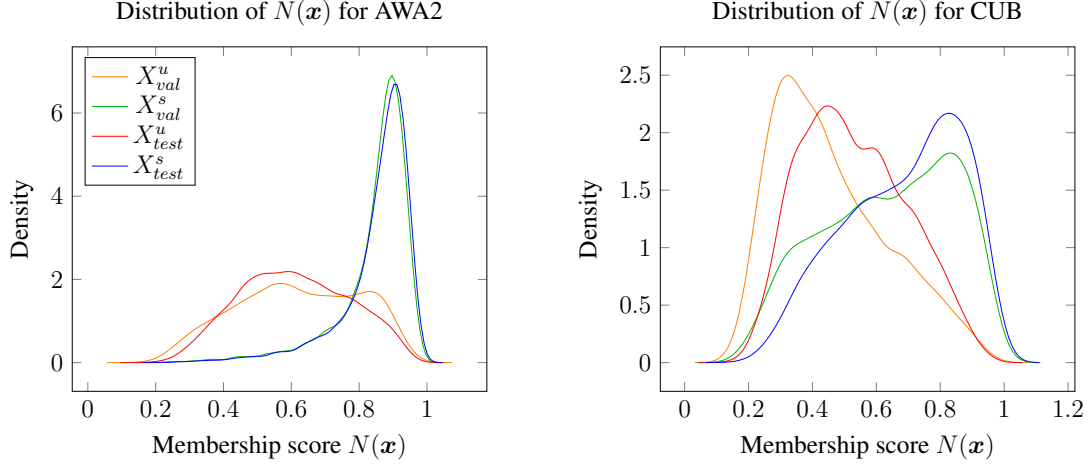 Distribution of N(x) for AWA2
Density
6
4
2
0
X^u_val
X^s_val
X^u_test
X^s_test
0 0.2 0.4 0.6 0.8 1
Membership score N(x)
Distribution of N(x) for CUB
Density
2.5
2
1.5
1
0.5
0
0 0.2 0.4 0.6 0.8 1 1.2
Membership score N(x)